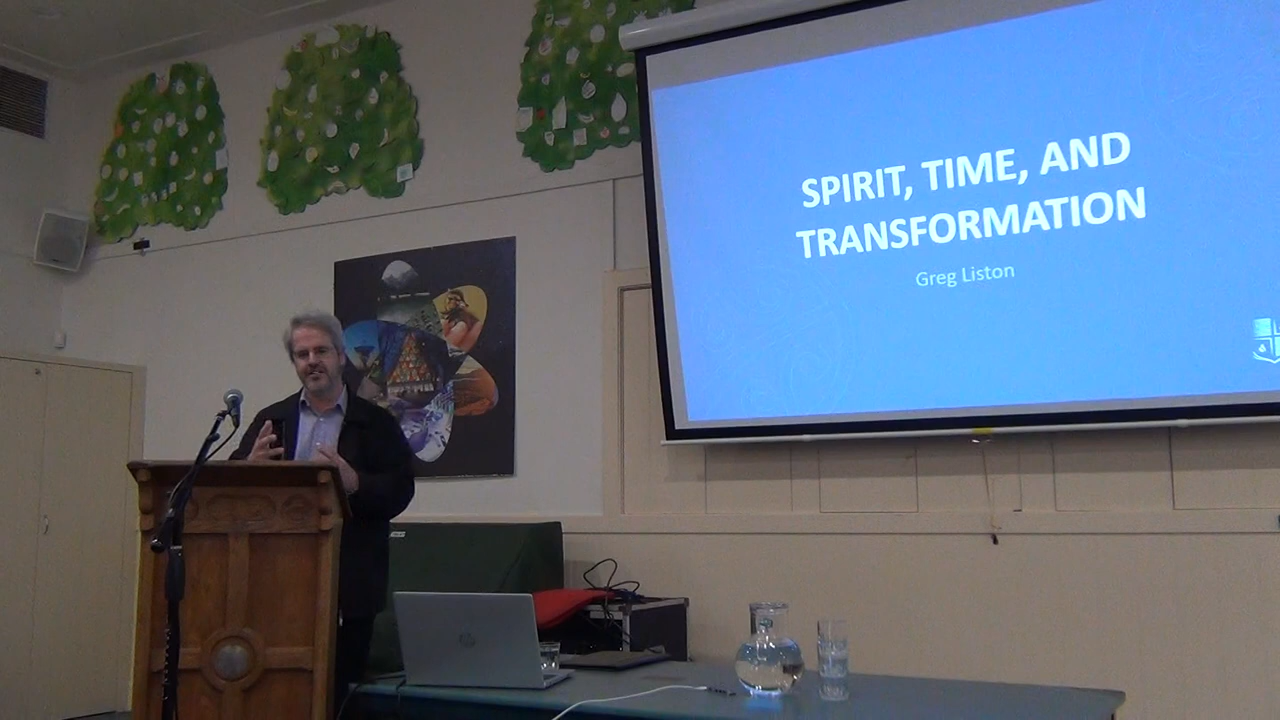 SPIRIT, TIME, AND
TRANSFORMATION
Greg Liston